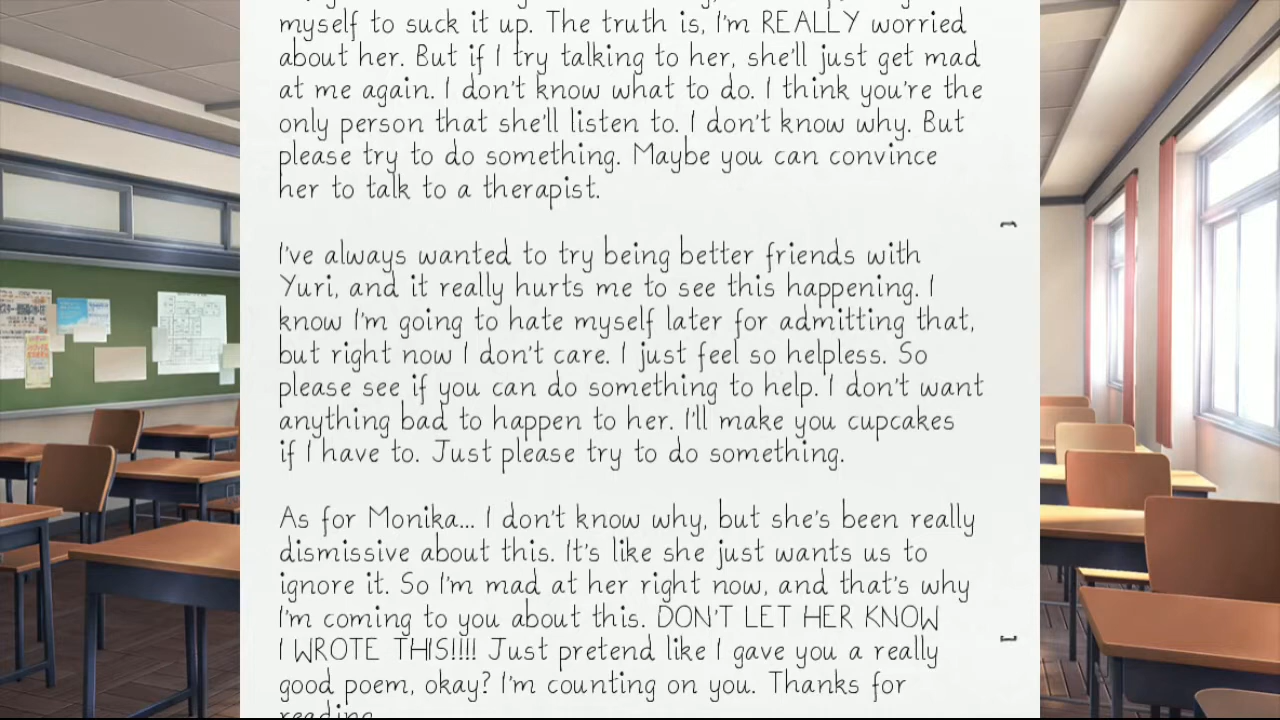 myself to suck it up. The truth is, I'm REALLY worried
about her. But if I try talking to her, she'll just get mad
at me again. I don't know what to do. I think you're the
only person that she'll listen to. I don't know why. But
please try to do something. Maybe you can convince
her to talk to a therapist.
I've always wanted to try being better friends with
Yuri, and it really hurts me to see this happening. I
know I'm going to hate myself later for admitting that,
but right now I don't care. I just feel so helpless. So
please see if you can do something to help. I don't want
anything bad to happen to her. I'll make you cupcakes
if I have to. Just please try to do something.
As for Monika... I don't know why, but she's been really
dismissive about this. It's like she just wants us to
ignore it. So I'm mad at her right now, and that's why
I'm coming to you about this. DON'T LET HER KNOW
I WROTE THIS!!!! Just pretend like I gave you a really
good poem, okay? I'm counting on you. Thanks for
reading.